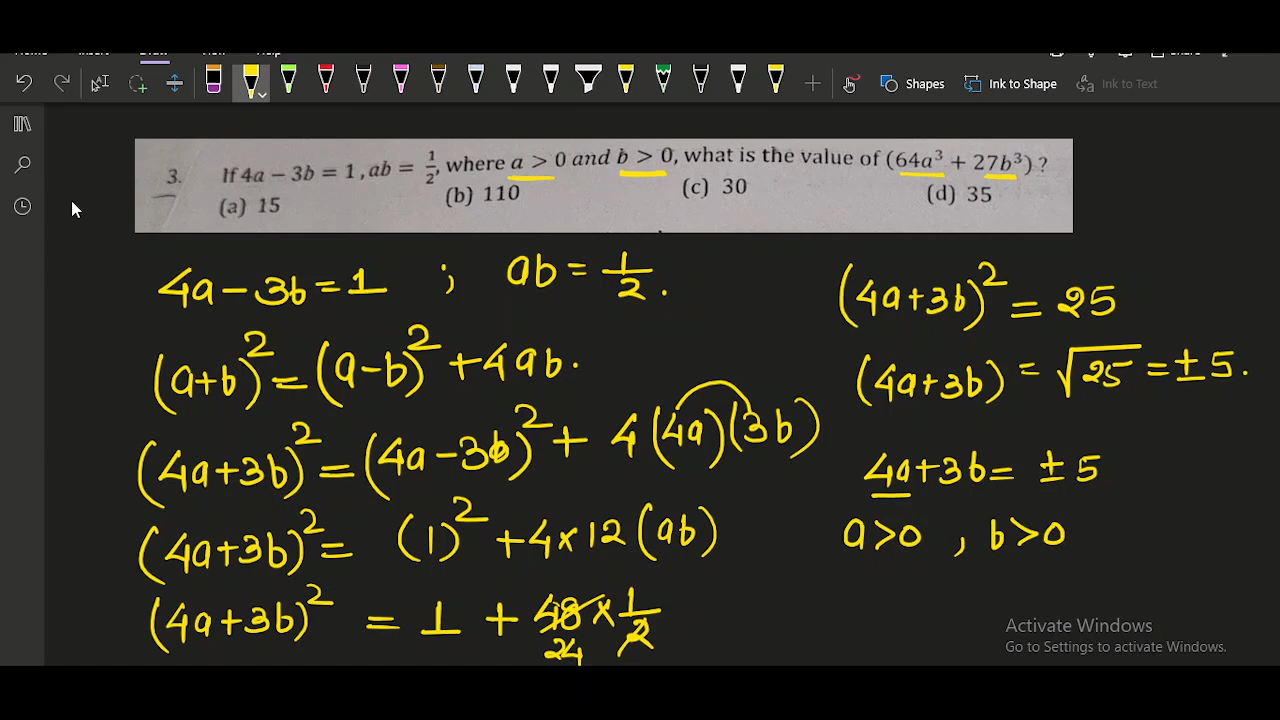 Shapes Ink to Shape Ink to Text
3. If 4a − 3b = 1, ab = 1/2, where a > 0 and b > 0, what is the value of (64a³ + 27b³) ?
(a) 15 (b) 110 (c) 30 (d) 35
4a − 3b = 1 ; ab = 1/2.
(a+b)² = (a−b)² + 4ab.
(4a+3b)² = (4a−3b)² + 4(4a)(3b)
(4a+3b)² = (1)² + 4×12(ab)
(4a+3b)² = 1 + 48 × 1/2
24
(4a+3b)² = 25
(4a+3b) = √25 = ±5.
4a+3b = ±5
a>0 , b>0
Activate Windows
Go to Settings to activate Windows.